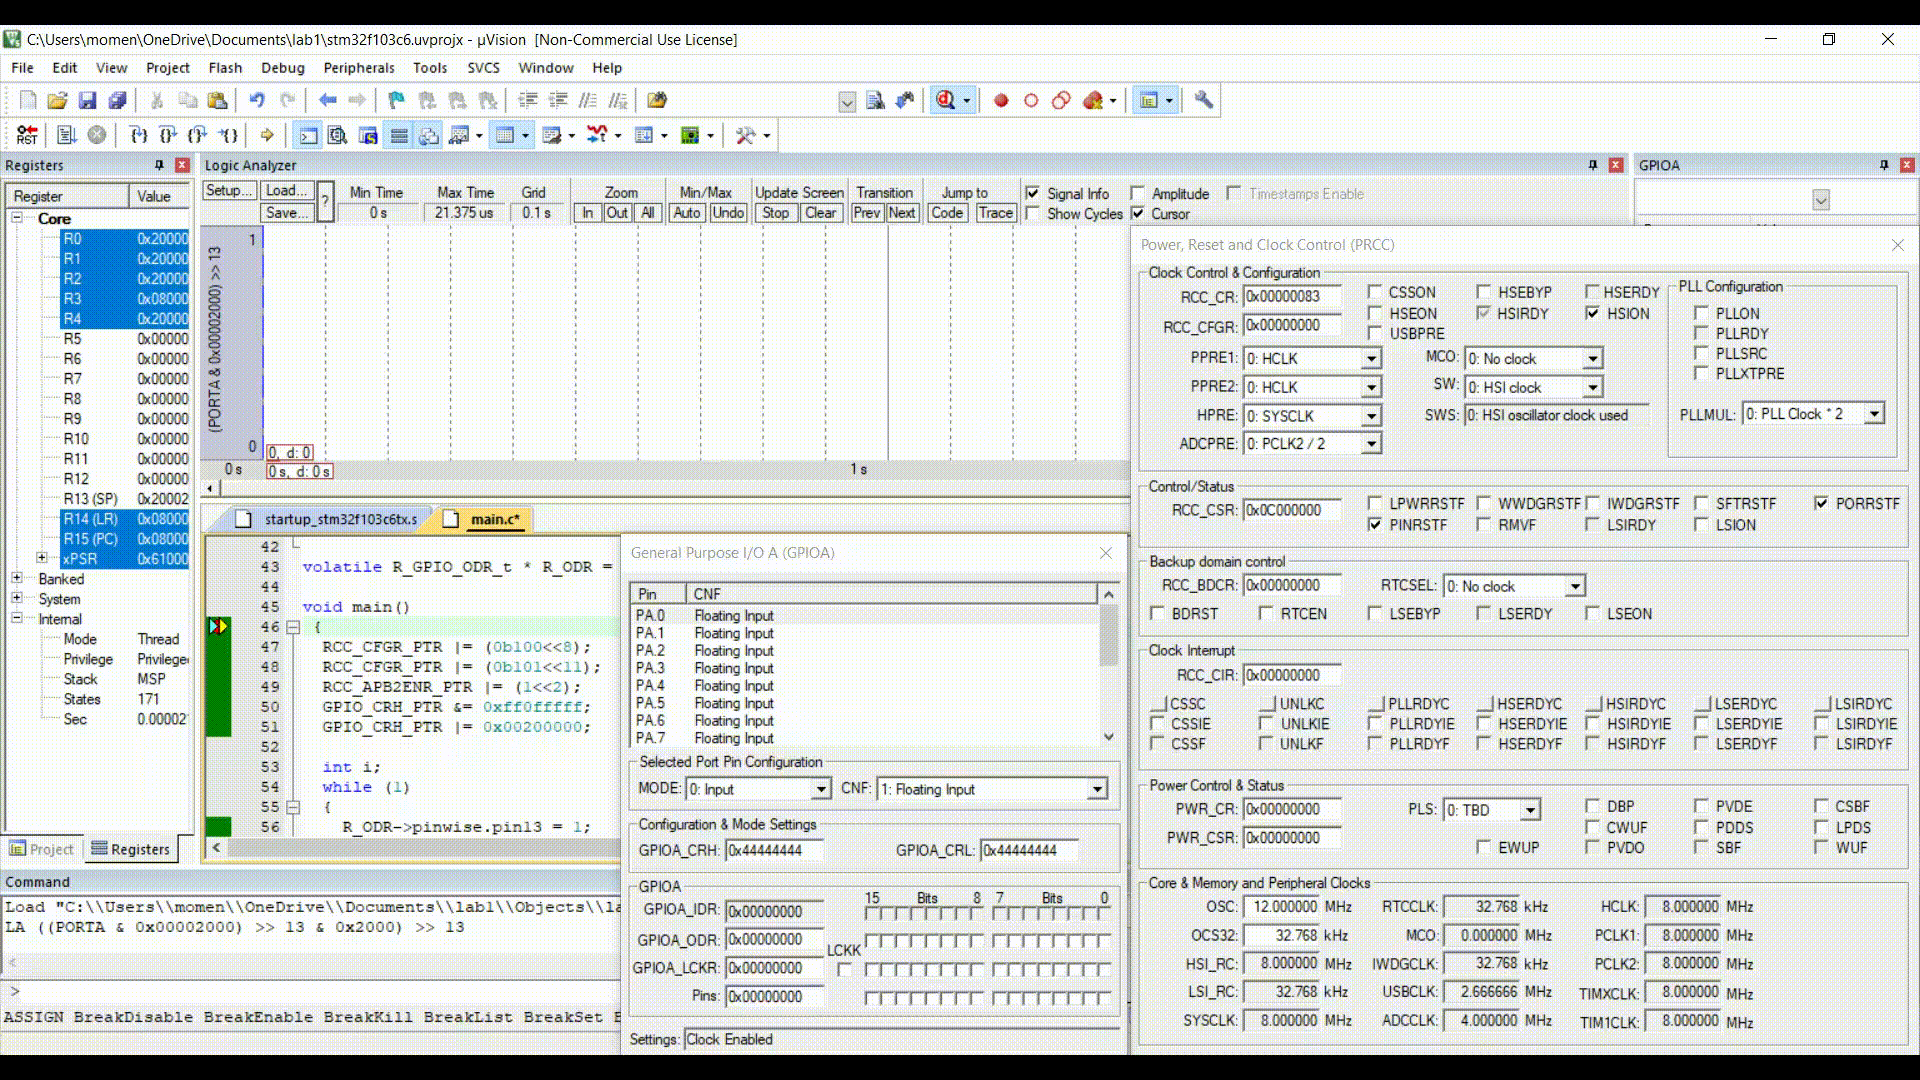 C:\Users\momen\OneDrive\Documents\lab1\stm32f103c6.uvprojx - µVision [Non-Commercial Use License]
File Edit View Project Flash Debug Peripherals Tools SVCS Window Help
RST
Registers
Register Value
Core
R0 0x20000
R1 0x20000
R2 0x20000
R3 0x08000
R4 0x20000
R5 0x00000
R6 0x00000
R7 0x00000
R8 0x00000
R9 0x00000
R10 0x00000
R11 0x00000
R12 0x00000
R13 (SP) 0x20002
R14 (LR) 0x08000
R15 (PC) 0x08000
xPSR 0x61000
Banked
System
Internal
Mode Thread
Privilege Privilege
Stack MSP
States 171
Sec 0.00002
Project Registers
Logic Analyzer
Setup... Load... Save... ?
Min Time 0 s
Max Time 21.375 us
Grid 0.1 s
Zoom In Out All
Min/Max Auto Undo
Update Screen Stop Clear
Transition Prev Next
Jump to Code Trace
Signal Info Amplitude Timestamps Enable
Show Cycles Cursor
(PORTA & 0x00002000) >> 13
1
0
0, d: 0
0 s 0 s, d: 0 s 1 s
startup_stm32f103c6tx.s main.c*
42
43 volatile R_GPIO_ODR_t * R_ODR =
44
45 void main()
46 {
47 RCC_CFGR_PTR |= (0b100<<8);
48 RCC_CFGR_PTR |= (0b101<<11);
49 RCC_APB2ENR_PTR |= (1<<2);
50 GPIO_CRH_PTR &= 0xff0fffff;
51 GPIO_CRH_PTR |= 0x00200000;
52
53 int i;
54 while (1)
55 {
56 R_ODR->pinwise.pin13 = 1;
General Purpose I/O A (GPIOA)
Pin CNF
PA.0 Floating Input
PA.1 Floating Input
PA.2 Floating Input
PA.3 Floating Input
PA.4 Floating Input
PA.5 Floating Input
PA.6 Floating Input
PA.7 Floating Input
Selected Port Pin Configuration
MODE: 0: Input CNF: 1: Floating Input
Configuration & Mode Settings
GPIOA_CRH: 0x44444444 GPIOA_CRL: 0x44444444
GPIOA
15 Bits 8 7 Bits 0
GPIOA_IDR: 0x00000000
GPIOA_ODR: 0x00000000
LCKK
GPIOA_LCKR: 0x00000000
Pins: 0x00000000
Settings: Clock Enabled
GPIOA
Power, Reset and Clock Control (PRCC)
Clock Control & Configuration
RCC_CR: 0x00000083 CSSON HSEBYP HSERDY
HSEON HSIRDY HSION
RCC_CFGR: 0x00000000 USBPRE
PPRE1: 0: HCLK MCO: 0: No clock
PPRE2: 0: HCLK SW: 0: HSI clock
HPRE: 0: SYSCLK SWS: 0: HSI oscillator clock used
ADCPRE: 0: PCLK2 / 2
PLL Configuration
PLLON
PLLRDY
PLLSRC
PLLXTPRE
PLLMUL: 0: PLL Clock * 2
Control/Status
RCC_CSR: 0x0C000000 LPWRRSTF WWDGRSTF IWDGRSTF SFTRSTF PORRSTF
PINRSTF RMVF LSIRDY LSION
Backup domain control
RCC_BDCR: 0x00000000 RTCSEL: 0: No clock
BDRST RTCEN LSEBYP LSERDY LSEON
Clock Interrupt
RCC_CIR: 0x00000000
CSSC UNLKC PLLRDYC HSERDYC HSIRDYC LSERDYC LSIRDYC
CSSIE UNLKIE PLLRDYIE HSERDYIE HSIRDYIE LSERDYIE LSIRDYIE
CSSF UNLKF PLLRDYF HSERDYF HSIRDYF LSERDYF LSIRDYF
Power Control & Status
PWR_CR: 0x00000000 PLS: 0: TBD DBP PVDE CSBF
CWUF PDDS LPDS
PWR_CSR: 0x00000000 EWUP PVDO SBF WUF
Core & Memory and Peripheral Clocks
OSC: 12.000000 MHz RTCCLK: 32.768 kHz HCLK: 8.000000 MHz
OCS32: 32.768 kHz MCO: 0.000000 MHz PCLK1: 8.000000 MHz
HSI_RC: 8.000000 MHz IWDGCLK: 32.768 kHz PCLK2: 8.000000 MHz
LSI_RC: 32.768 kHz USBCLK: 2.666666 MHz TIMXCLK: 8.000000 MHz
SYSCLK: 8.000000 MHz ADCCLK: 4.000000 MHz TIM1CLK: 8.000000 MHz
Command
Load "C:\\Users\\momen\\OneDrive\\Documents\\lab1\\Objects\\la
LA ((PORTA & 0x00002000) >> 13 & 0x2000) >> 13
>
ASSIGN BreakDisable BreakEnable BreakKill BreakList BreakSet